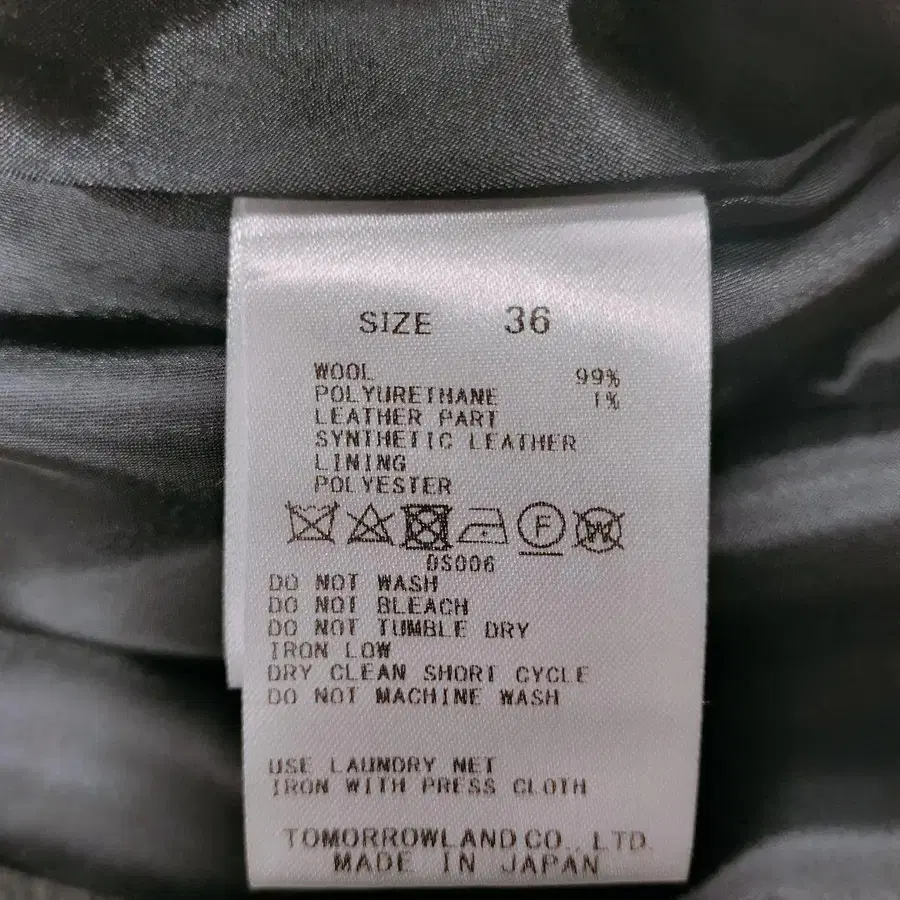 SIZE 36
WOOL 99%
POLYURETHANE 1%
LEATHER PART
SYNTHETIC LEATHER
LINING
POLYESTER
F W
DS006
DO NOT WASH
DO NOT BLEACH
DO NOT TUMBLE DRY
IRON LOW
DRY CLEAN SHORT CYCLE
DO NOT MACHINE WASH
USE LAUNDRY NET
IRON WITH PRESS CLOTH
TOMORROWLAND CO., LTD.
MADE IN JAPAN